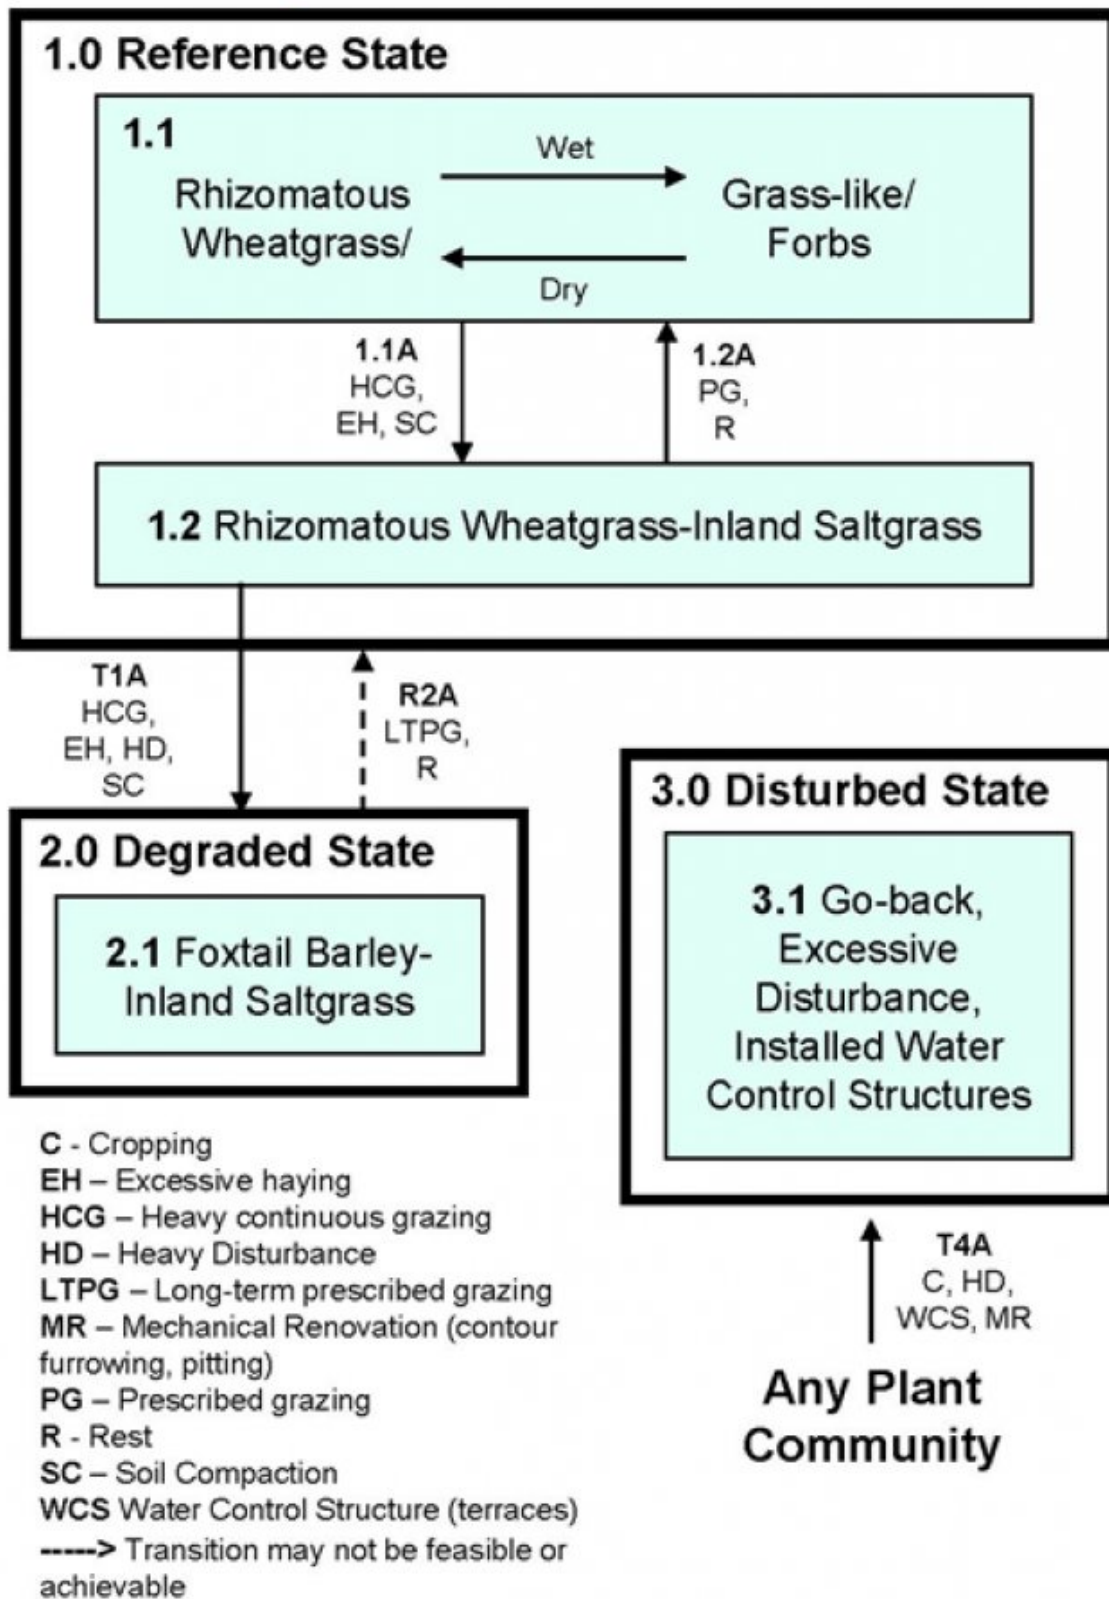 1.0 Reference State
1.1
Rhizomatous
Wheatgrass/
Wet
Dry
Grass-like/
Forbs
1.1A
HCG,
EH, SC
1.2A
PG,
R
1.2 Rhizomatous Wheatgrass-Inland Saltgrass
T1A
HCG,
EH, HD,
SC
R2A
LTPG,
R
2.0 Degraded State
2.1 Foxtail Barley-
Inland Saltgrass
3.0 Disturbed State
3.1 Go-back,
Excessive
Disturbance,
Installed Water
Control Structures
T4A
C, HD,
WCS, MR
Any Plant
Community
C - Cropping
EH – Excessive haying
HCG – Heavy continuous grazing
HD – Heavy Disturbance
LTPG – Long-term prescribed grazing
MR – Mechanical Renovation (contour
furrowing, pitting)
PG – Prescribed grazing
R - Rest
SC – Soil Compaction
WCS Water Control Structure (terraces)
-----> Transition may not be feasible or
achievable